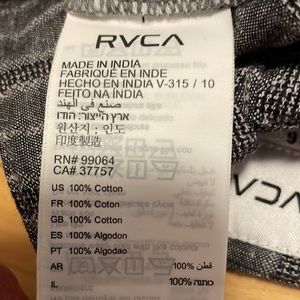 RVCA
MADE IN INDIA
FABRIQUÉ EN INDE
HECHO EN INDIA V-315 / 10
FEITO NA ÍNDIA
صنع في الهند
ארץ הייצור: הודו
원산지 : 인도
印度製造
RN# 99064
CA# 37757
US 100% Cotton
FR 100% Coton
GB 100% Cotton
ES 100% Algodon
PT 100% Algodao
AR 100% قطن
IL 100% כותנה
RVCA